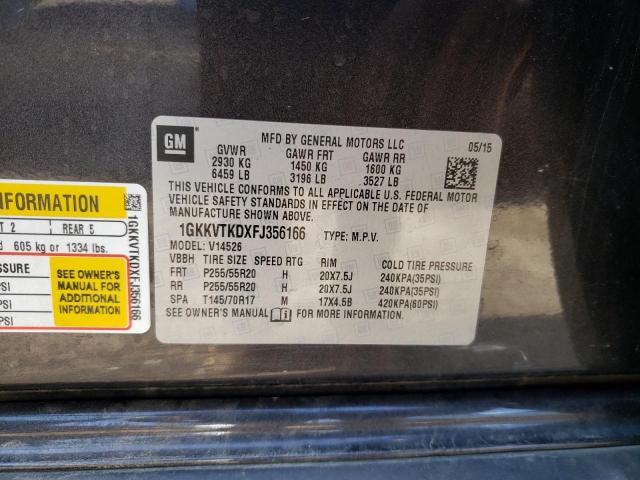 GM
MFD BY GENERAL MOTORS LLC 05/15
GVWR GAWR FRT GAWR RR
2930 KG 1450 KG 1600 KG
6459 LB 3196 LB 3527 LB
THIS VEHICLE CONFORMS TO ALL APPLICABLE U.S. FEDERAL MOTOR
VEHICLE SAFETY STANDARDS IN EFFECT ON THE DATE OF
MANUFACTURE SHOWN ABOVE.
1GKKVTKDXFJ356166 TYPE: M.P.V.
MODEL: V14526
VBBH TIRE SIZE SPEED RTG RIM COLD TIRE PRESSURE
FRT P255/55R20 H 20X7.5J 240KPA(35PSI)
RR P255/55R20 H 20X7.5J 240KPA(35PSI)
SPA T145/70R17 M 17X4.5B 420KPA(60PSI)
SEE OWNER'S MANUAL i FOR MORE INFORMATION.
INFORMATION
T 2 REAR 5
d 605 kg or 1334 lbs.
SSURE
PSI
PSI
PSI
SEE OWNER'S
MANUAL FOR
ADDITIONAL
INFORMATION
1GKKVTKDXFJ356166